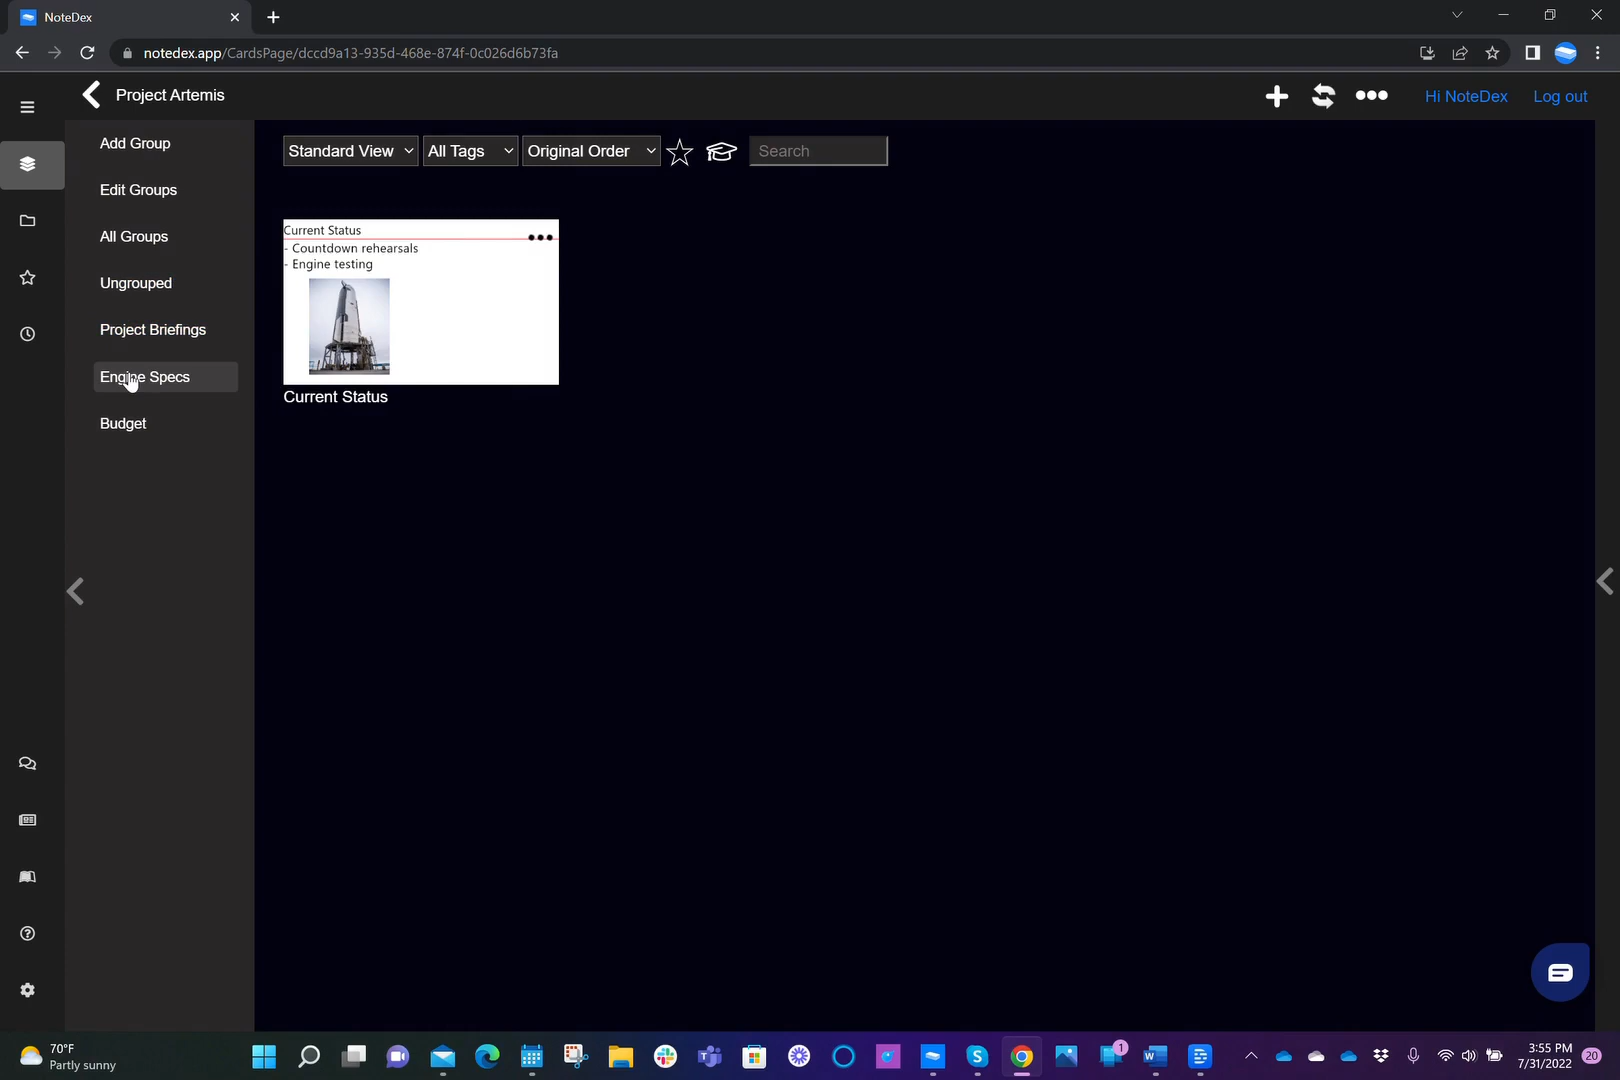 NoteDex
notedex.app/CardsPage/dccd9a13-935d-468e-874f-0c026d6b73fa
Project Artemis
Hi NoteDex
Log out
Add Group
Edit Groups
All Groups
Ungrouped
Project Briefings
Engine Specs
Budget
Standard View
All Tags
Original Order
Search
Current Status
- Countdown rehearsals
- Engine testing
Current Status
70°F
Partly sunny
1
3:55 PM
7/31/2022
20